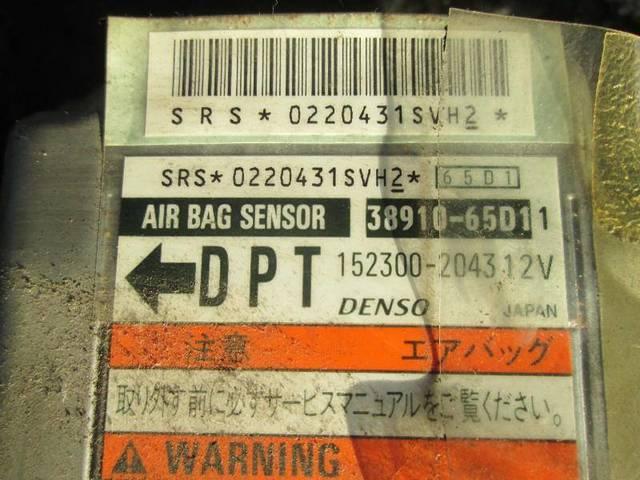 SRS*0220431SVH2*
SRS*0220431SVH2* 65D1
AIR BAG SENSOR 38910-65D11
DPT 152300-2043 12V
DENSO JAPAN
注意 エアバッグ
取り外す前に必ずサービスマニュアルをご覧ください。
WARNING